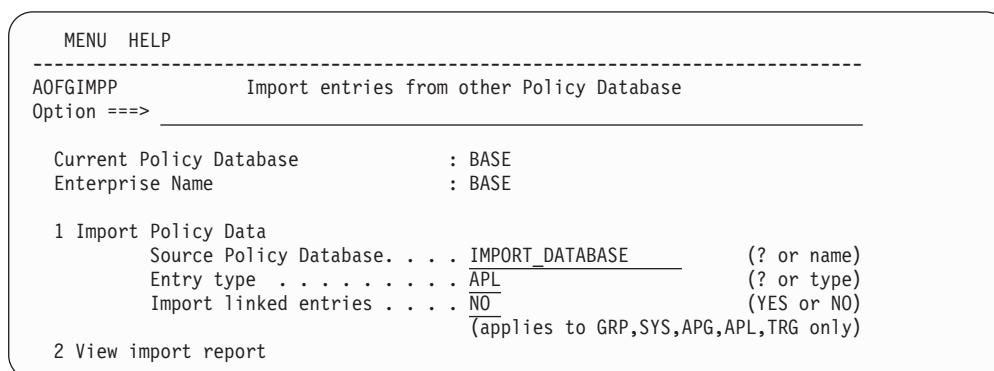 MENU HELP
-------------------------------------------------------------------------------
AOFGIMPP Import entries from other Policy Database
Option ===>
Current Policy Database : BASE
Enterprise Name : BASE
1 Import Policy Data
Source Policy Database. . . . IMPORT_DATABASE (? or name)
Entry type . . . . . . . . . APL (? or type)
Import linked entries . . . . NO (YES or NO)
(applies to GRP,SYS,APG,APL,TRG only)
2 View import report